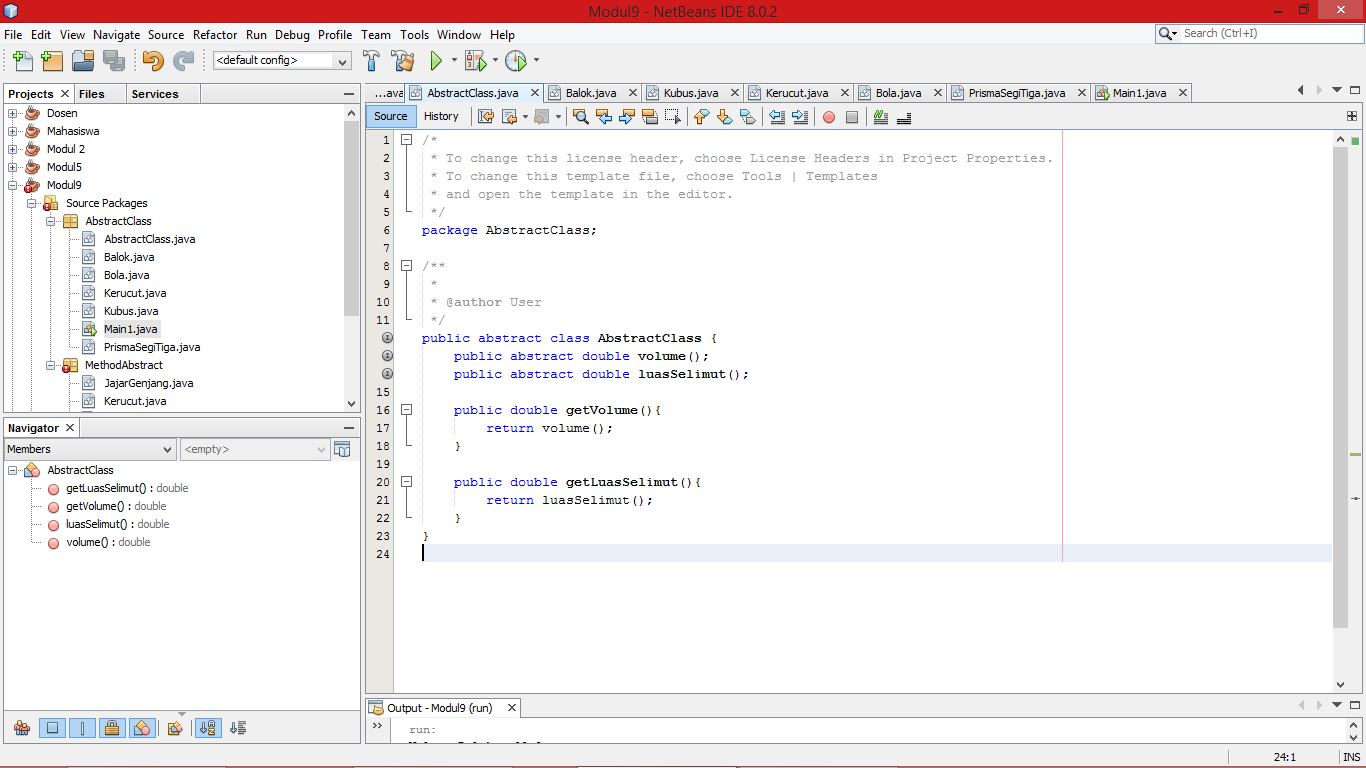 Modul9 - NetBeans IDE 8.0.2
File Edit View Navigate Source Refactor Run Debug Profile Team Tools Window Help
Search (Ctrl+I)
<default config>
Projects Files Services
Dosen
Mahasiswa
Modul 2
Modul5
Modul9
Source Packages
AbstractClass
AbstractClass.java
Balok.java
Bola.java
Kerucut.java
Kubus.java
Main1.java
PrismaSegiTiga.java
MethodAbstract
JajarGenjang.java
Kerucut.java
Navigator
Members <empty>
AbstractClass
getLuasSelimut() : double
getVolume() : double
luasSelimut() : double
volume() : double
...ava AbstractClass.java Balok.java Kubus.java Kerucut.java Bola.java PrismaSegiTiga.java Main1.java
Source History
1 /*
2 * To change this license header, choose License Headers in Project Properties.
3 * To change this template file, choose Tools | Templates
4 * and open the template in the editor.
5 */
6 package AbstractClass;
7
8 /**
9 *
10 * @author User
11 */
public abstract class AbstractClass {
public abstract double volume();
public abstract double luasSelimut();
15
16 public double getVolume(){
17 return volume();
18 }
19
20 public double getLuasSelimut(){
21 return luasSelimut();
22 }
23 }
24
Output - Modul9 (run)
run:
24:1 INS